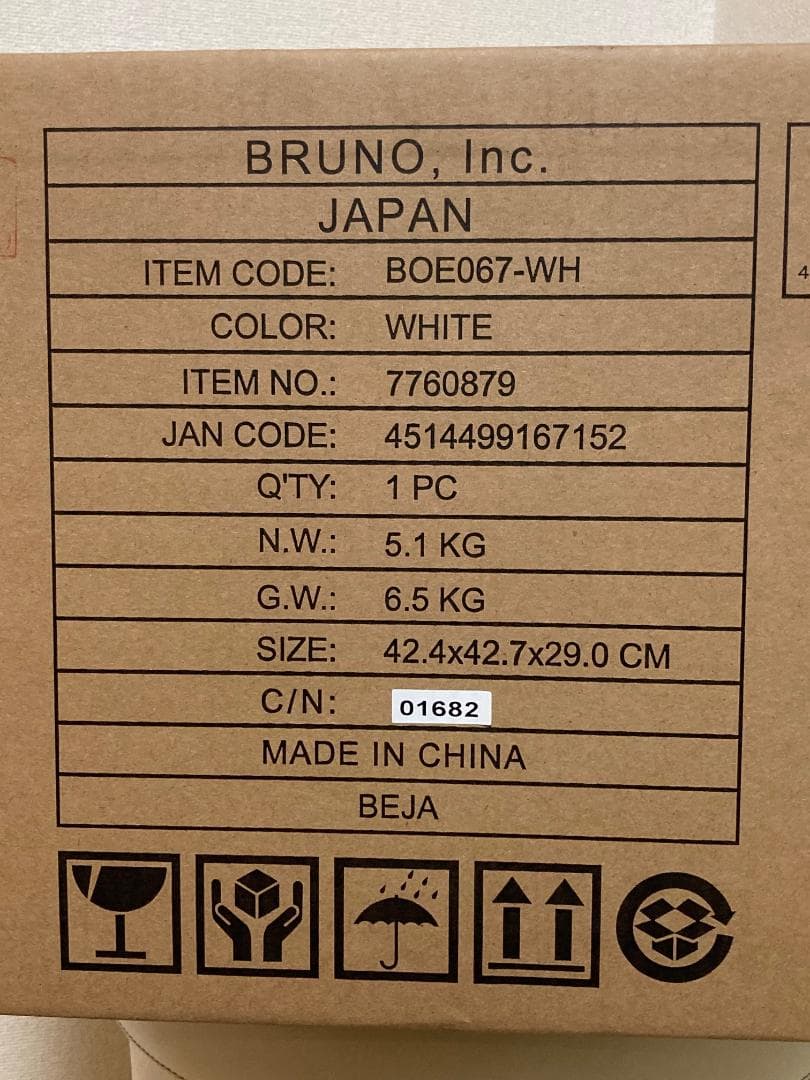 BRUNO, Inc.
JAPAN
ITEM CODE: BOE067-WH
COLOR: WHITE
ITEM NO.: 7760879
JAN CODE: 4514499167152
Q'TY: 1 PC
N.W.: 5.1 KG
G.W.: 6.5 KG
SIZE: 42.4x42.7x29.0 CM
C/N: 01682
MADE IN CHINA
BEJA
4